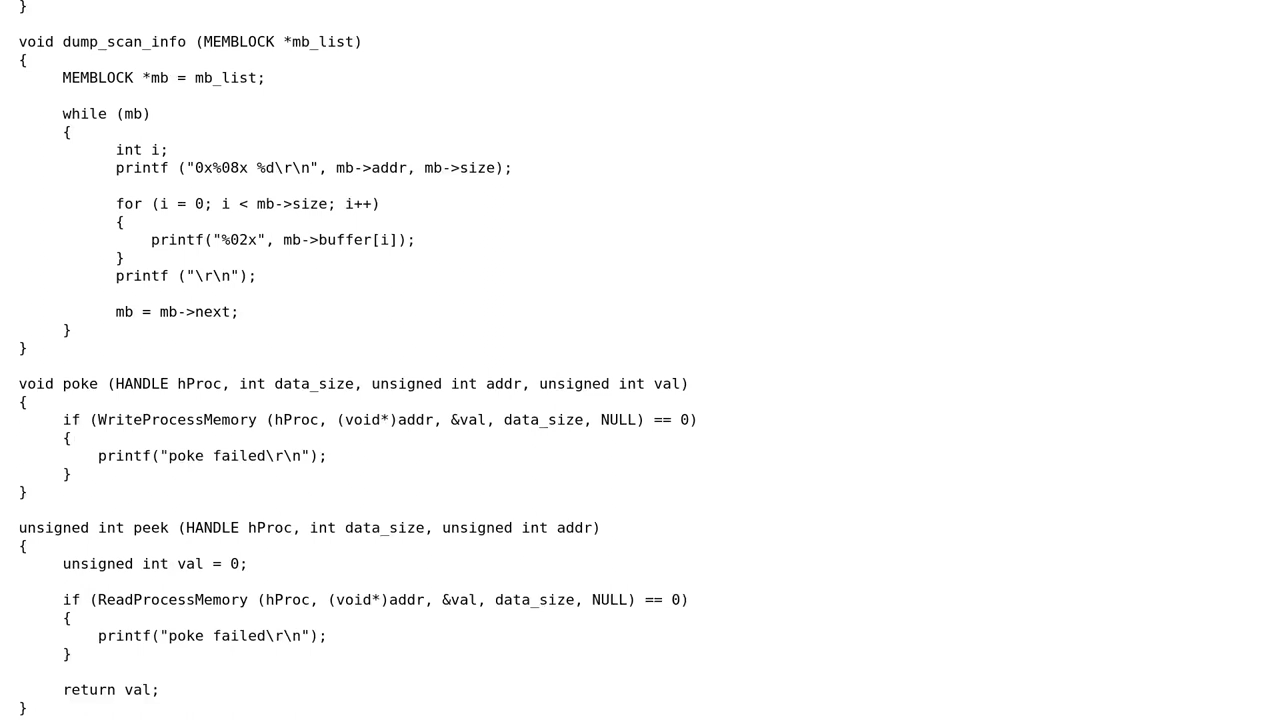 }
void dump_scan_info (MEMBLOCK *mb_list)
{
     MEMBLOCK *mb = mb_list;
     while (mb)
     {
           int i;
           printf ("0x%08x %d\r\n", mb->addr, mb->size);
           for (i = 0; i < mb->size; i++)
           {
               printf("%02x", mb->buffer[i]);
           }
           printf ("\r\n");
           mb = mb->next;
     }
}
void poke (HANDLE hProc, int data_size, unsigned int addr, unsigned int val)
{
     if (WriteProcessMemory (hProc, (void*)addr, &val, data_size, NULL) == 0)
     {
         printf("poke failed\r\n");
     }
}
unsigned int peek (HANDLE hProc, int data_size, unsigned int addr)
{
     unsigned int val = 0;
     if (ReadProcessMemory (hProc, (void*)addr, &val, data_size, NULL) == 0)
     {
         printf("poke failed\r\n");
     }
     return val;
}